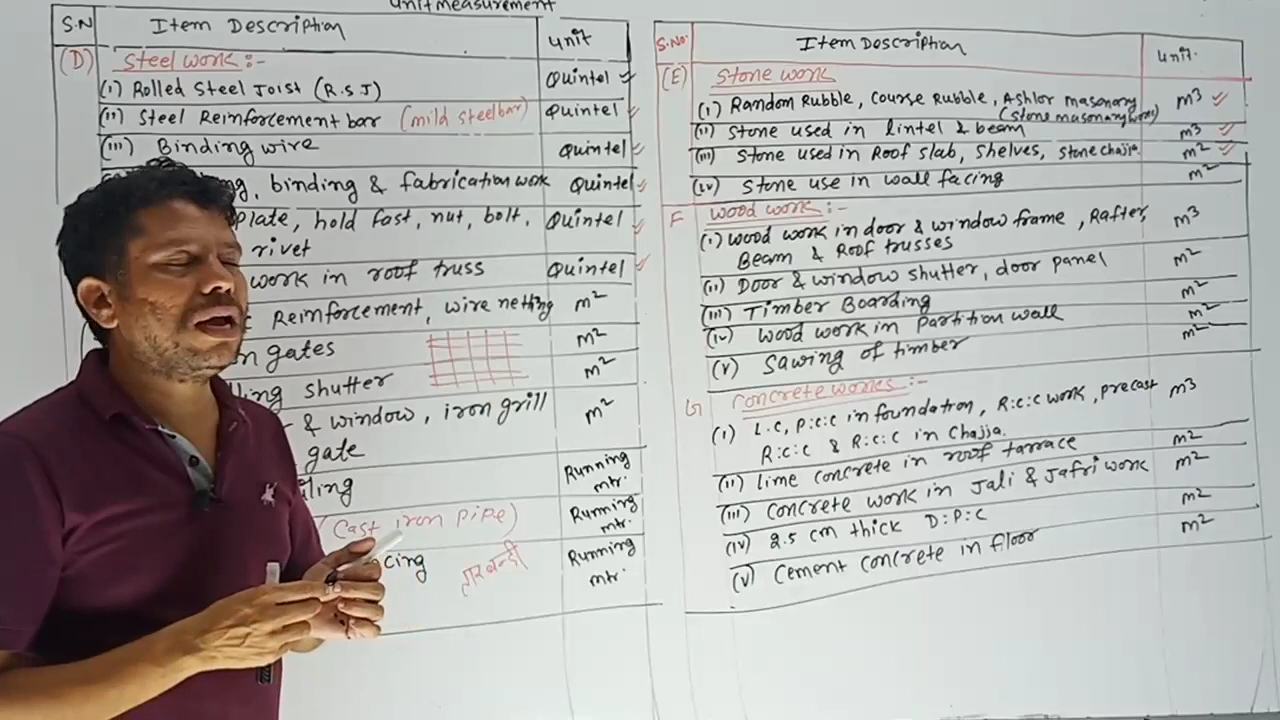 unit measurement
S.N Item Description unit
(D) Steel work :-
(i) Rolled Steel Joist (R.S.J) Quintel
(ii) Steel Reinforcement bar (mild steel bar) Quintel
(iii) Binding wire Quintel
binding & fabrication work Quintel
plate, hold fast, nut, bolt, Quintel
rivet
work in roof truss Quintel
Reinforcement, wire netting m²
gates m²
shutter m²
& window, iron grill m²
gate
Running
mtr.
(Cast iron pipe) Running
mtr.
Running
तारबन्दी mtr.
S.No. Item Description unit.
(E) Stone work
(i) Random Rubble, Course Rubble, Ashlor masonary m³
(Stone masonary work)
(ii) Stone used in lintel & beam m³
(iii) Stone used in Roof slab, shelves, stone chajja m²
(iv) Stone use in wall facing m²
F Wood work :-
(i) Wood work in door & window frame, Rafter, m³
Beam & Roof trusses
(ii) Door & window shutter, door panel m²
(iii) Timber Boarding m²
(iv) Wood work in Partition wall m²
(v) Sawing of timber m²
G Concrete works :-
(i) L.C, P.C.C in foundation, R.C.C work, precast m³
R.C.C & R.C.C in Chajja.
(ii) lime concrete in roof tarrace m²
(iii) concrete work in Jali & Jafri work m²
(iv) 2.5 cm thick D.P.C m²
(v) Cement concrete in floor m²